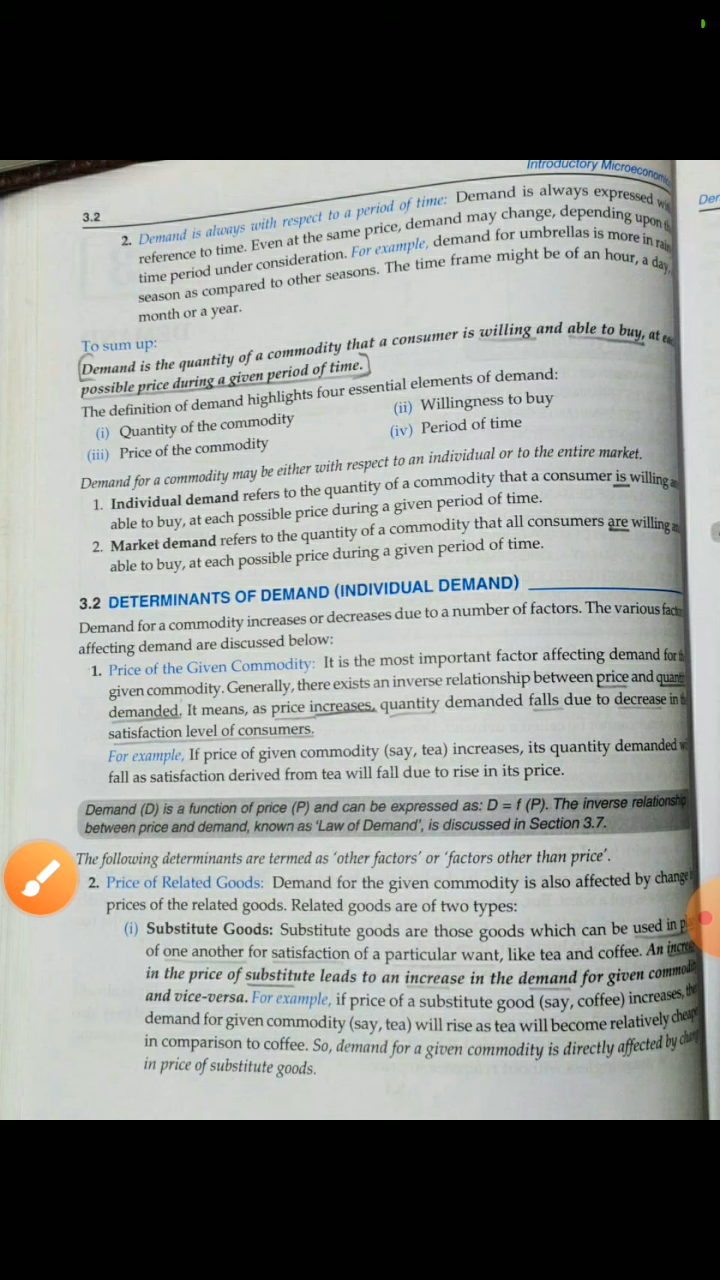 Introductory Microeconomic
3.2
2. Demand is always with respect to a period of time: Demand is always expressed
reference to time. Even at the same price, demand may change, depending upon
time period under consideration. For example, demand for umbrellas is more in
season as compared to other seasons. The time frame might be of an hour, a day,
month or a year.
To sum up:
Demand is the quantity of a commodity that a consumer is willing and able to buy, at
possible price during a given period of time.
The definition of demand highlights four essential elements of demand:
(i) Quantity of the commodity (ii) Willingness to buy
(iii) Price of the commodity (iv) Period of time
Demand for a commodity may be either with respect to an individual or to the entire market.
1. Individual demand refers to the quantity of a commodity that a consumer is willing
able to buy, at each possible price during a given period of time.
2. Market demand refers to the quantity of a commodity that all consumers are willing
able to buy, at each possible price during a given period of time.
3.2 DETERMINANTS OF DEMAND (INDIVIDUAL DEMAND)
Demand for a commodity increases or decreases due to a number of factors. The various
affecting demand are discussed below:
1. Price of the Given Commodity: It is the most important factor affecting demand for
given commodity. Generally, there exists an inverse relationship between price and
demanded. It means, as price increases, quantity demanded falls due to decrease in
satisfaction level of consumers.
For example, If price of given commodity (say, tea) increases, its quantity demanded
fall as satisfaction derived from tea will fall due to rise in its price.
Demand (D) is a function of price (P) and can be expressed as: D = f (P). The inverse relationship
between price and demand, known as 'Law of Demand', is discussed in Section 3.7.
The following determinants are termed as 'other factors' or 'factors other than price'.
2. Price of Related Goods: Demand for the given commodity is also affected by change
prices of the related goods. Related goods are of two types:
(i) Substitute Goods: Substitute goods are those goods which can be used in
of one another for satisfaction of a particular want, like tea and coffee. An
in the price of substitute leads to an increase in the demand for given
and vice-versa. For example, if price of a substitute good (say, coffee) increases,
demand for given commodity (say, tea) will rise as tea will become relatively
in comparison to coffee. So, demand for a given commodity is directly affected by
in price of substitute goods.